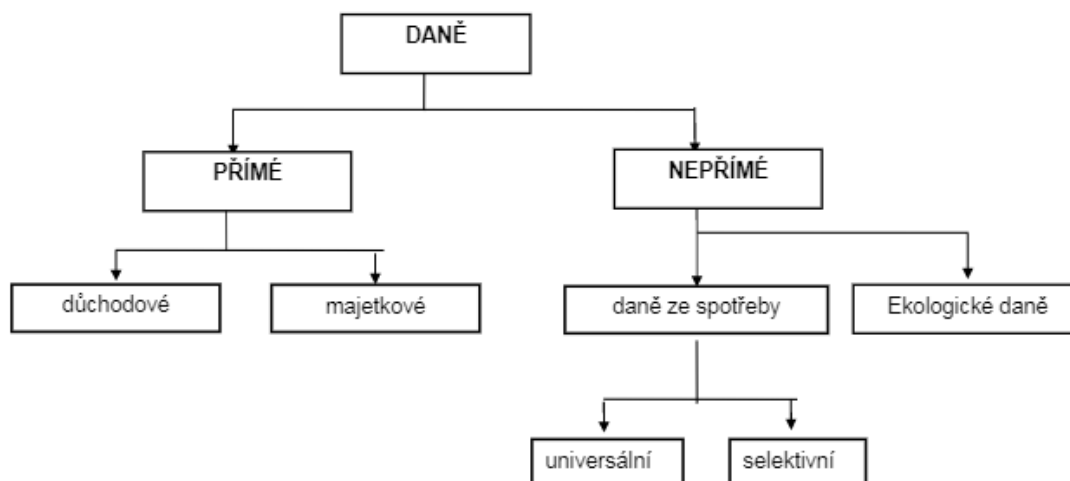 DANĚ
PŘÍMÉ
NEPŘÍMÉ
důchodové
majetkové
daně ze spotřeby
Ekologické daně
universální
selektivní